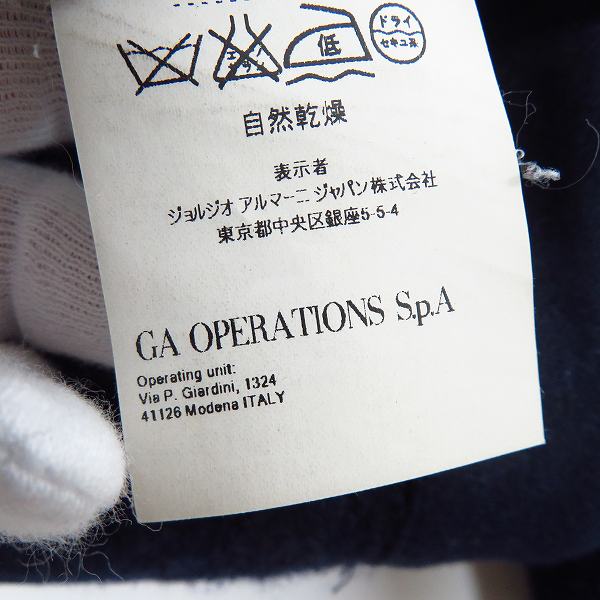 低
ドライ
セキユ系
自然乾燥
表示者
ジョルジオ アルマーニ ジャパン株式会社
東京都中央区銀座5-5-4
GA OPERATIONS S.p.A
Operating unit:
Via P. Giardini, 1324
41126 Modena ITALY